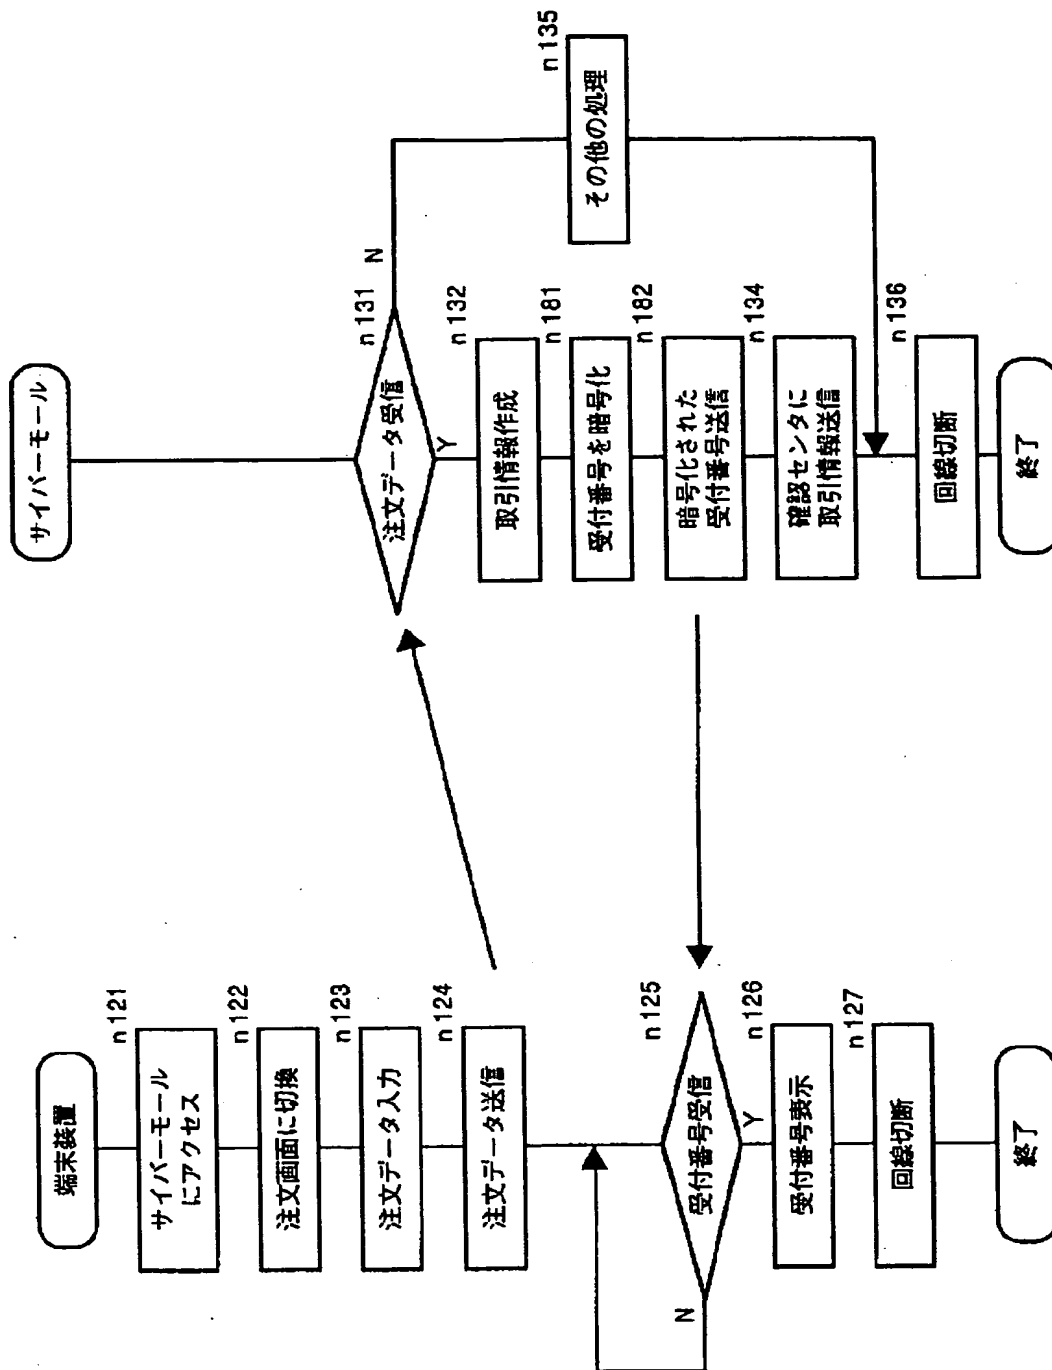 端末装置
n121
サイバーモール
にアクセス
n122
注文画面に切換
n123
注文データ入力
n124
注文データ送信
n125
受付番号受信
N
Y
n126
受付番号表示
n127
回線切断
終了
サイバーモール
n131
注文データ受信
N
Y
n132
取引情報作成
n181
受付番号を暗号化
n182
暗号化された
受付番号送信
n134
確認センタに
取引情報送信
n135
その他の処理
n136
回線切断
終了